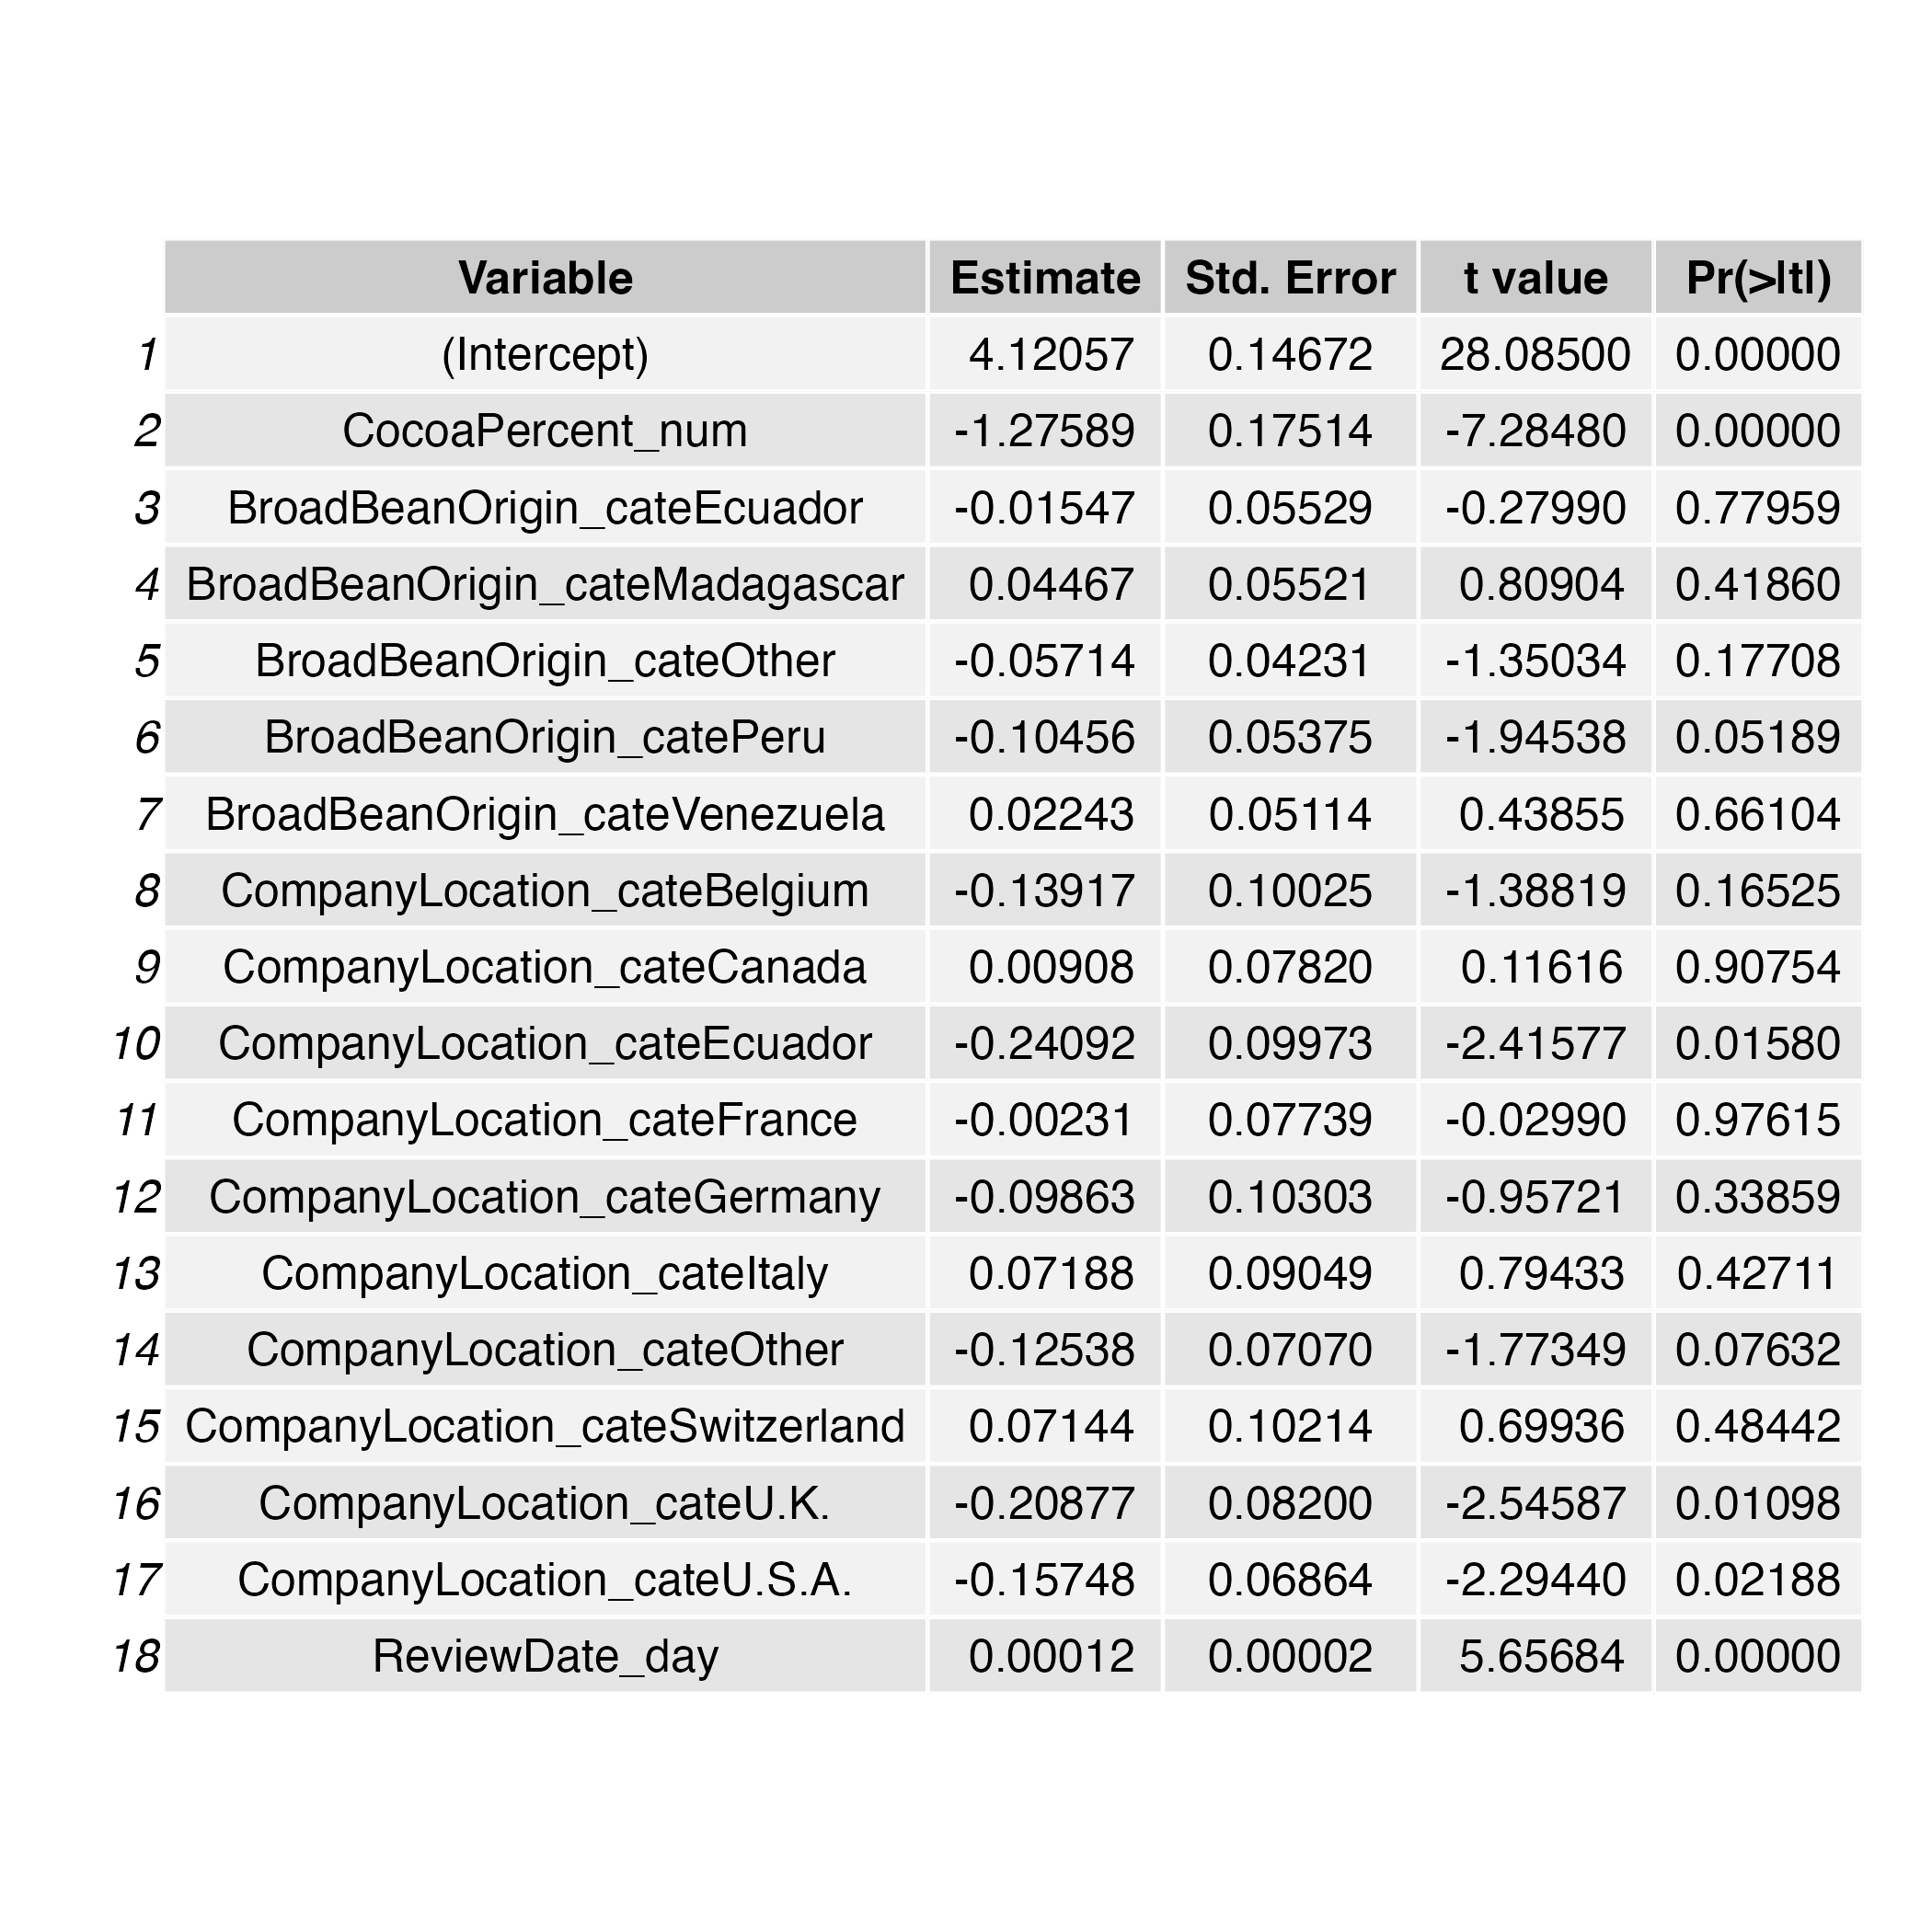 Variable Estimate Std. Error t value Pr(>|t|)
1 (Intercept) 4.12057 0.14672 28.08500 0.00000
2 CocoaPercent_num -1.27589 0.17514 -7.28480 0.00000
3 BroadBeanOrigin_cateEcuador -0.01547 0.05529 -0.27990 0.77959
4 BroadBeanOrigin_cateMadagascar 0.04467 0.05521 0.80904 0.41860
5 BroadBeanOrigin_cateOther -0.05714 0.04231 -1.35034 0.17708
6 BroadBeanOrigin_catePeru -0.10456 0.05375 -1.94538 0.05189
7 BroadBeanOrigin_cateVenezuela 0.02243 0.05114 0.43855 0.66104
8 CompanyLocation_cateBelgium -0.13917 0.10025 -1.38819 0.16525
9 CompanyLocation_cateCanada 0.00908 0.07820 0.11616 0.90754
10 CompanyLocation_cateEcuador -0.24092 0.09973 -2.41577 0.01580
11 CompanyLocation_cateFrance -0.00231 0.07739 -0.02990 0.97615
12 CompanyLocation_cateGermany -0.09863 0.10303 -0.95721 0.33859
13 CompanyLocation_cateItaly 0.07188 0.09049 0.79433 0.42711
14 CompanyLocation_cateOther -0.12538 0.07070 -1.77349 0.07632
15 CompanyLocation_cateSwitzerland 0.07144 0.10214 0.69936 0.48442
16 CompanyLocation_cateU.K. -0.20877 0.08200 -2.54587 0.01098
17 CompanyLocation_cateU.S.A. -0.15748 0.06864 -2.29440 0.02188
18 ReviewDate_day 0.00012 0.00002 5.65684 0.00000